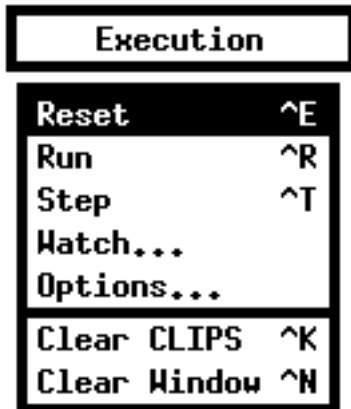 Execution
Reset ^E
Run ^R
Step ^T
Watch...
Options...
Clear CLIPS ^K
Clear Window ^N